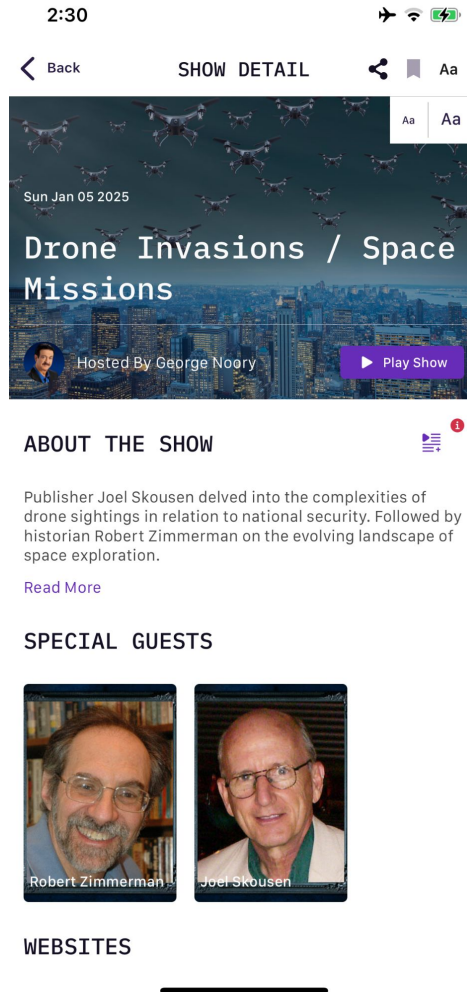 2:30
Back
SHOW DETAIL
Aa
Aa
Aa
Sun Jan 05 2025
Drone Invasions / Space
Missions
Hosted By George Noory
Play Show
ABOUT THE SHOW
i
Publisher Joel Skousen delved into the complexities of
drone sightings in relation to national security. Followed by
historian Robert Zimmerman on the evolving landscape of
space exploration.
Read More
SPECIAL GUESTS
Robert Zimmerman
Joel Skousen
WEBSITES